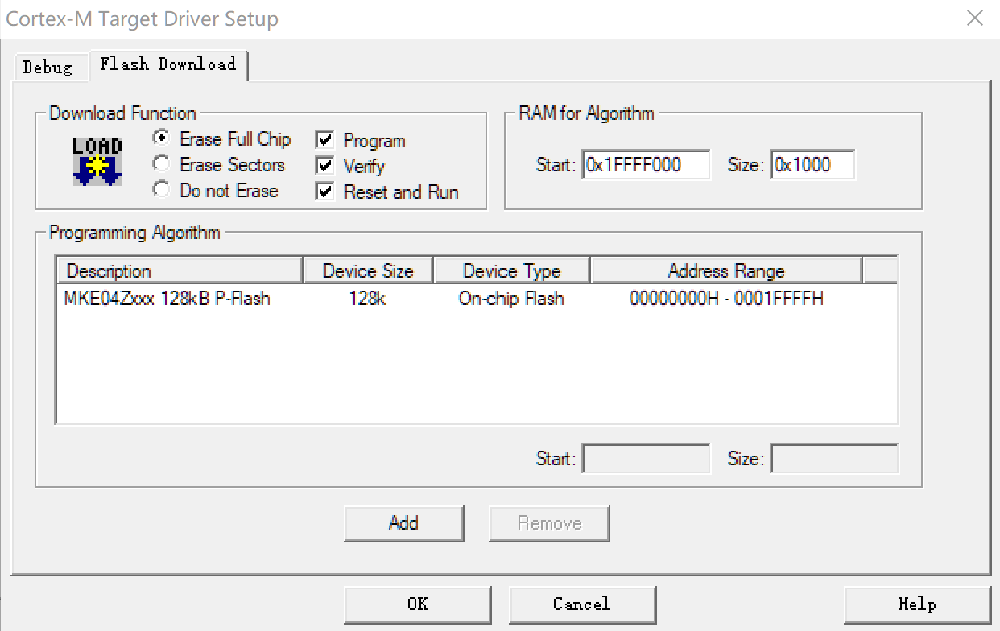 Cortex-M Target Driver Setup
Debug
Flash Download
Download Function
LOAD
Erase Full Chip
Program
Erase Sectors
Verify
Do not Erase
Reset and Run
RAM for Algorithm
Start: 0x1FFFF000 Size: 0x1000
Programming Algorithm
Description Device Size Device Type Address Range
MKE04Zxxx 128kB P-Flash 128k On-chip Flash 00000000H - 0001FFFFH
Start: Size:
Add Remove
OK Cancel Help